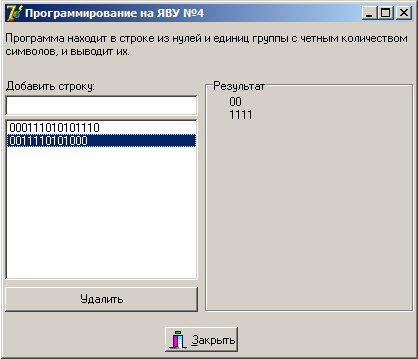 Программирование на ЯВУ №4
Программа находит в строке из нулей и единиц группы с четным количеством
символов, и выводит их.
Добавить строку:
000111010101110
0011110101000
Удалить
Результат
00
1111
Закрыть